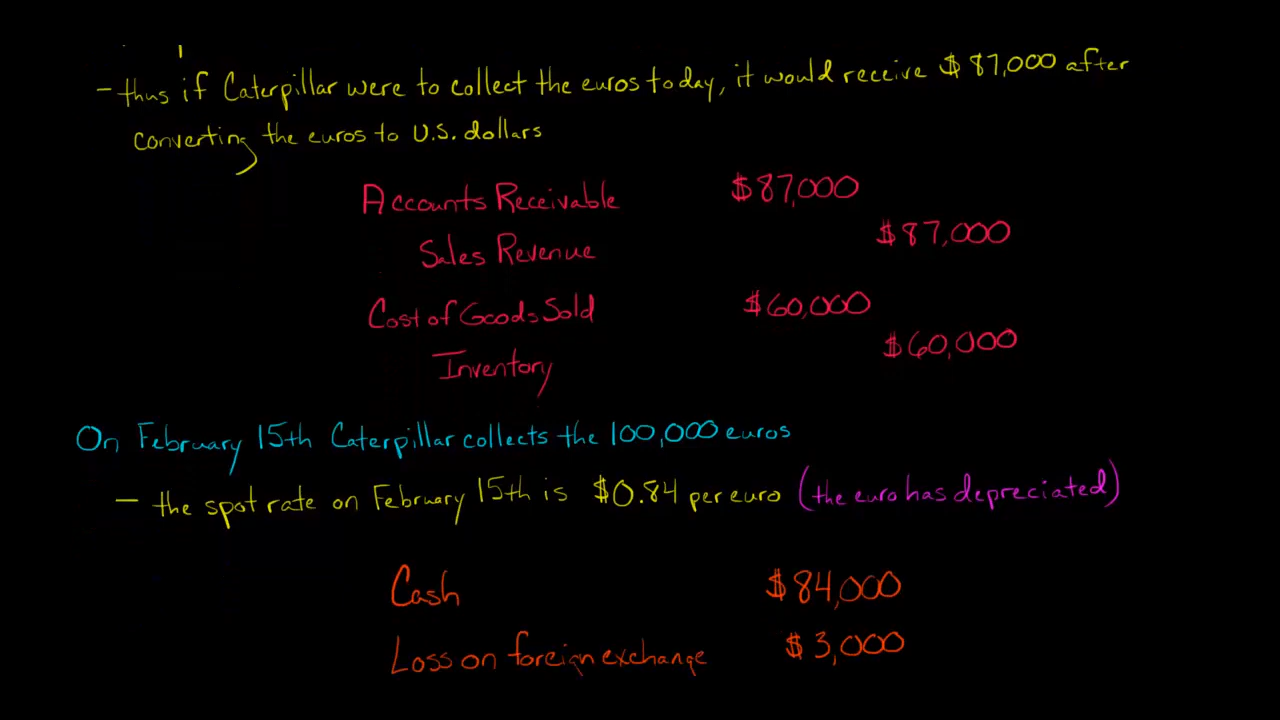 - thus if Caterpillar were to collect the euros today, it would receive $87,000 after
converting the euros to U.S. dollars
Accounts Receivable $87,000
Sales Revenue $87,000
Cost of Goods Sold $60,000
Inventory $60,000
On February 15th Caterpillar collects the 100,000 euros
- the spot rate on February 15th is $0.84 per euro (the euro has depreciated)
Cash $84,000
Loss on foreign exchange $3,000